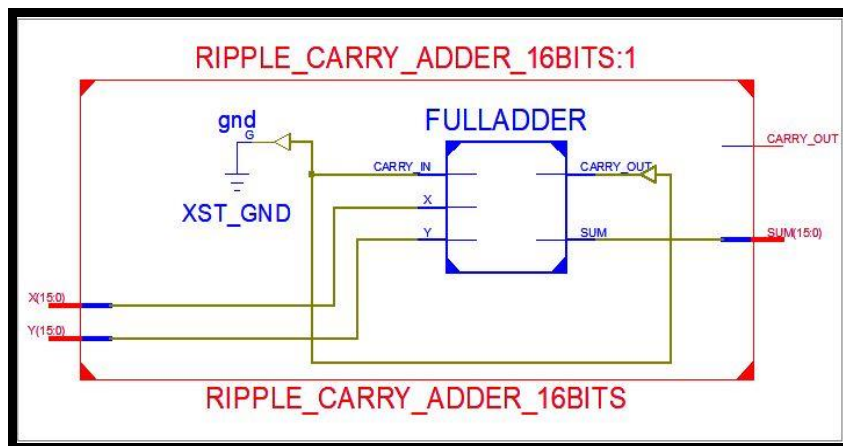 RIPPLE_CARRY_ADDER_16BITS:1
gnd
G
XST_GND
FULLADDER
CARRY_IN
X
Y
CARRY_OUT
SUM
CARRY_OUT
SUM(15:0)
X(15:0)
Y(15:0)
RIPPLE_CARRY_ADDER_16BITS